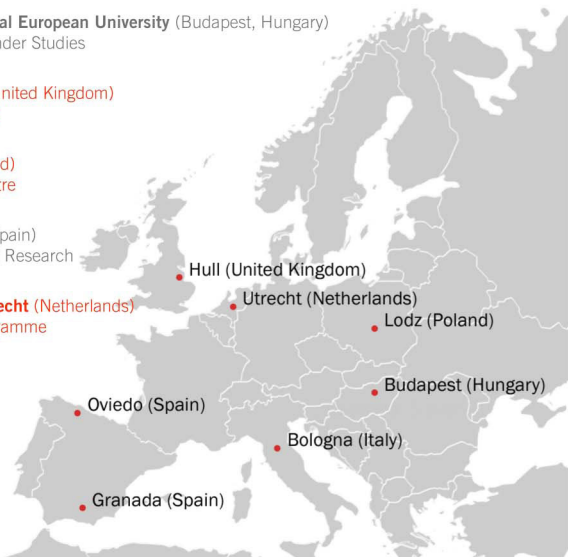 al European University (Budapest, Hungary)
nder Studies
nited Kingdom)
d)
tre
pain)
Research
echt (Netherlands)
amme
Hull (United Kingdom)
Utrecht (Netherlands)
Lodz (Poland)
Budapest (Hungary)
Oviedo (Spain)
Bologna (Italy)
Granada (Spain)